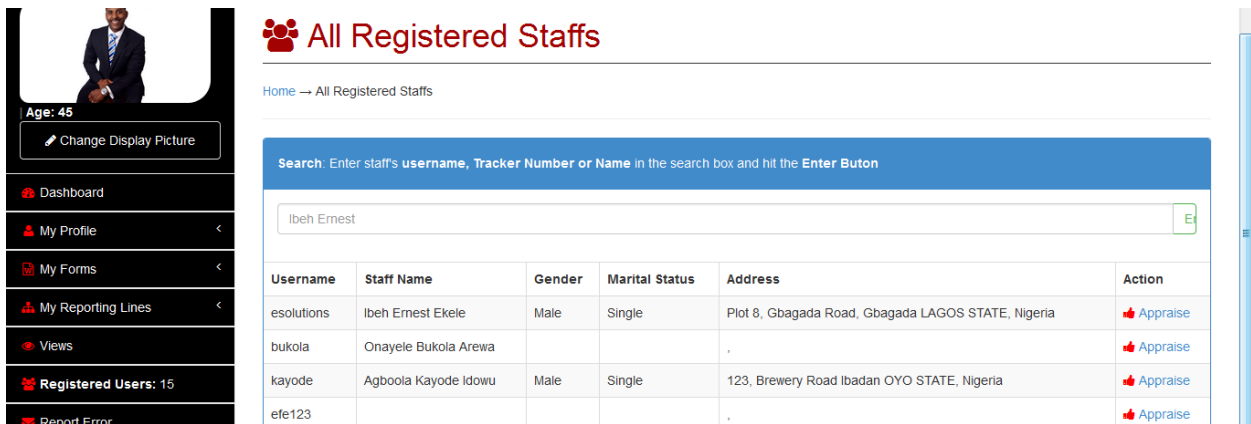 All Registered Staffs
Home → All Registered Staffs
Age: 45
Change Display Picture
Dashboard
My Profile
My Forms
My Reporting Lines
Views
Registered Users: 15
Report Error
Search: Enter staff's username, Tracker Number or Name in the search box and hit the Enter Buton
Ibeh Ernest
Username Staff Name Gender Marital Status Address Action
esolutions Ibeh Ernest Ekele Male Single Plot 8, Gbagada Road, Gbagada LAGOS STATE, Nigeria Appraise
bukola Onayele Bukola Arewa , Appraise
kayode Agboola Kayode Idowu Male Single 123, Brewery Road Ibadan OYO STATE, Nigeria Appraise
efe123 , Appraise